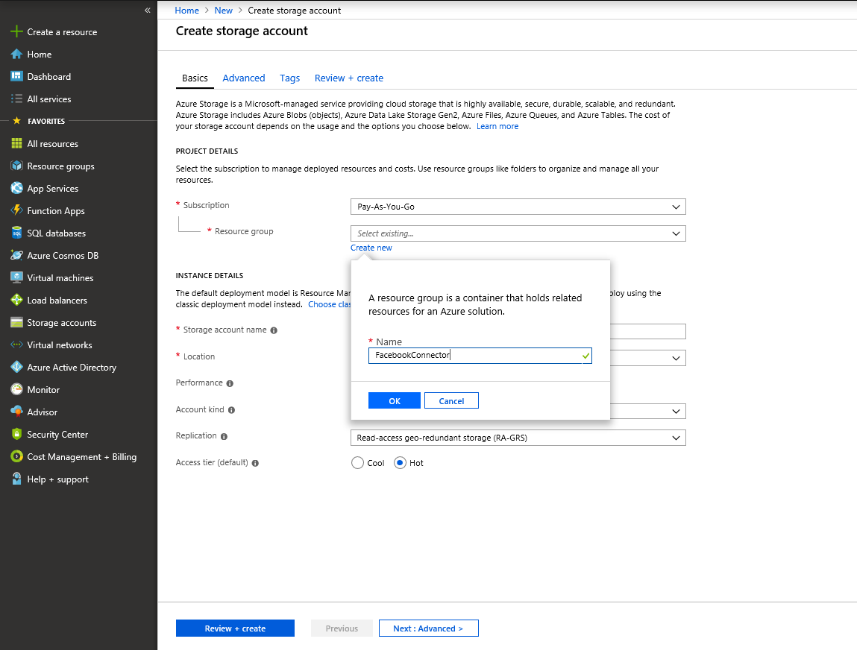 «
Create a resource
Home
Dashboard
All services
FAVORITES
All resources
Resource groups
App Services
Function Apps
SQL databases
Azure Cosmos DB
Virtual machines
Load balancers
Storage accounts
Virtual networks
Azure Active Directory
Monitor
Advisor
Security Center
Cost Management + Billing
Help + support
Home > New > Create storage account
Create storage account
Basics Advanced Tags Review + create
Azure Storage is a Microsoft-managed service providing cloud storage that is highly available, secure, durable, scalable, and redundant.
Azure Storage includes Azure Blobs (objects), Azure Data Lake Storage Gen2, Azure Files, Azure Queues, and Azure Tables. The cost of
your storage account depends on the usage and the options you choose below. Learn more
PROJECT DETAILS
Select the subscription to manage deployed resources and costs. Use resource groups like folders to organize and manage all your
resources.
* Subscription Pay-As-You-Go
* Resource group Select existing...
Create new
A resource group is a container that holds related
resources for an Azure solution.
* Name
FacebookConnector
OK Cancel
INSTANCE DETAILS
The default deployment model is Resource Mar ploy using the
classic deployment model instead. Choose clas
* Storage account name
* Location
Performance
Account kind
Replication Read-access geo-redundant storage (RA-GRS)
Access tier (default) Cool Hot
Review + create Previous Next : Advanced >